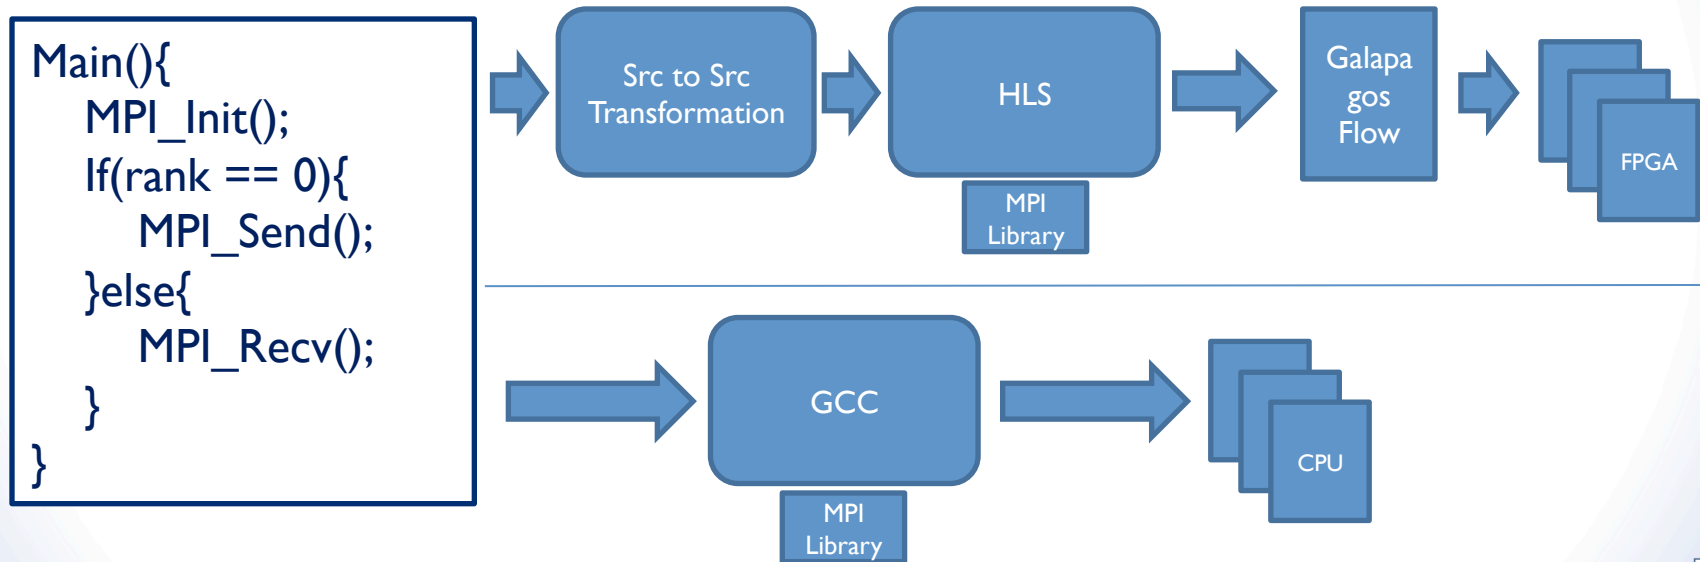 Main(){
MPI_Init();
If(rank == 0){
MPI_Send();
}else{
MPI_Recv();
}
}
Src to Src
Transformation
HLS
MPI
Library
Galapa
gos
Flow
FPGA
GCC
MPI
Library
CPU